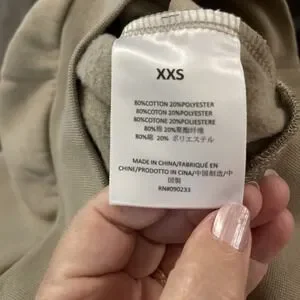 XXS
80%COTTON 20%POLYESTER
80%COTTON 20%POLYESTER
80%COTONE 20%POLIESTERE
80%棉 20%聚酯纤维
80%綿 20% ポリエステル
MADE IN CHINA/FABRIQUÉ EN
CHINE/PRODOTTO IN CINA/中国制造/中
国製
RN#090233